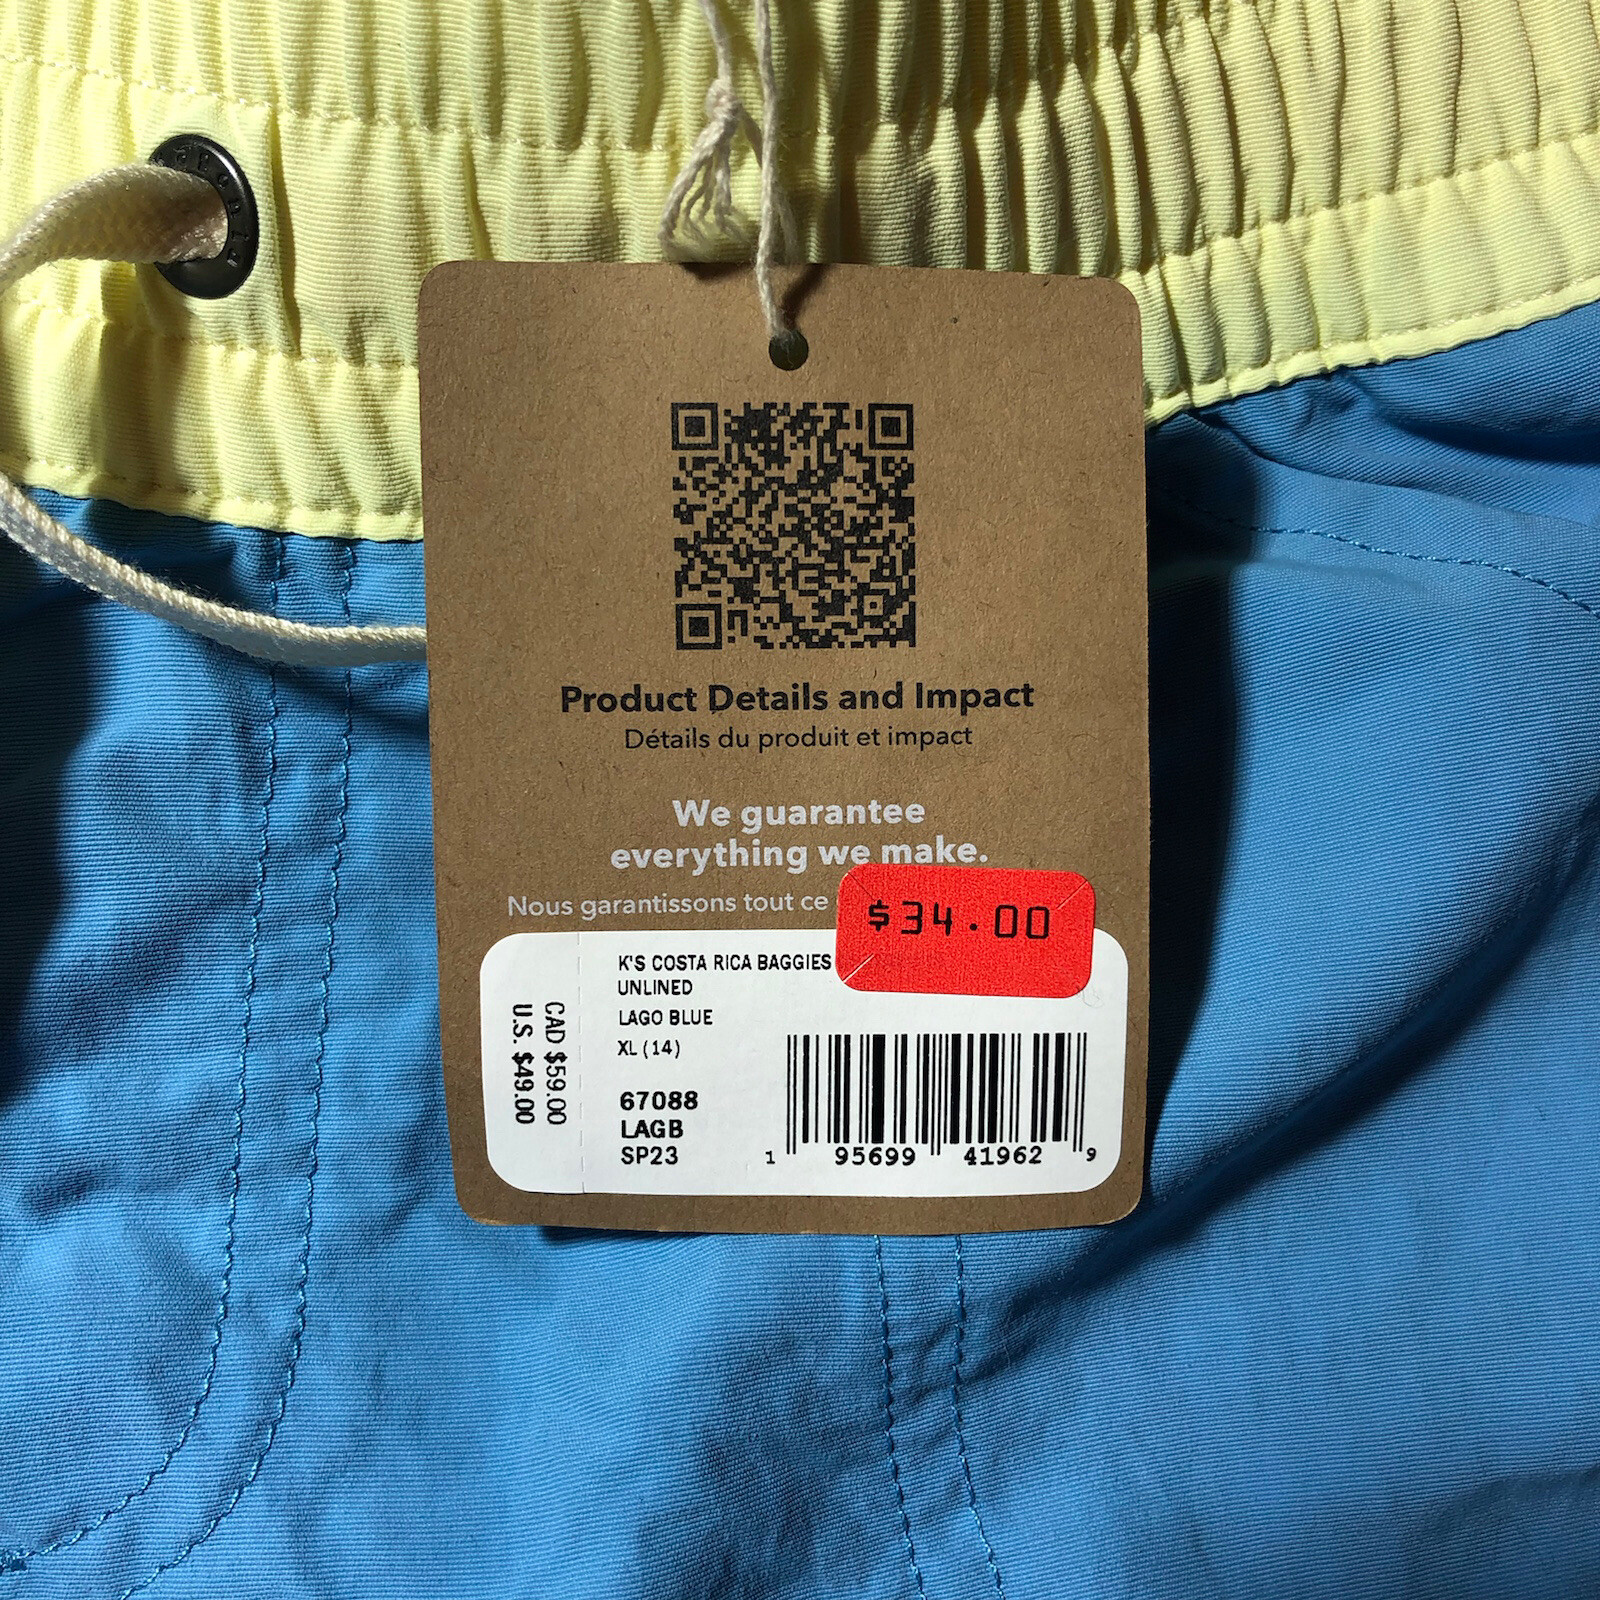 Product Details and Impact
Détails du produit et impact
We guarantee
everything we make.
Nous garantissons tout ce
$34.00
K'S COSTA RICA BAGGIES
UNLINED
LAGO BLUE
XL (14)
67088
LAGB
SP23
CAD $59.00
U.S. $49.00
1 95699 41962 9